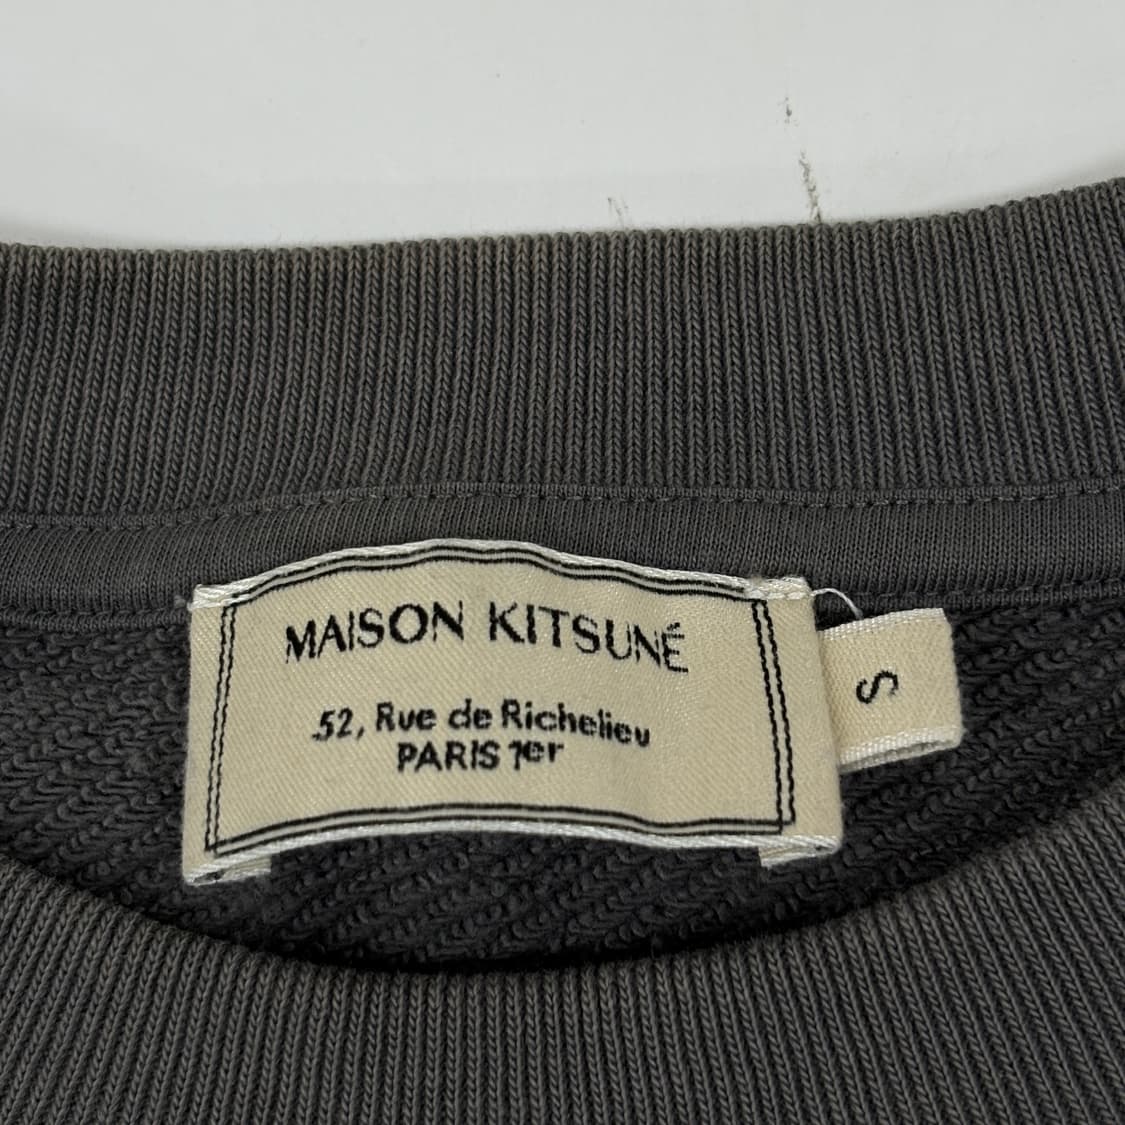 MAISON KITSUNÉ
52, Rue de Richelieu
PARIS 1er
S